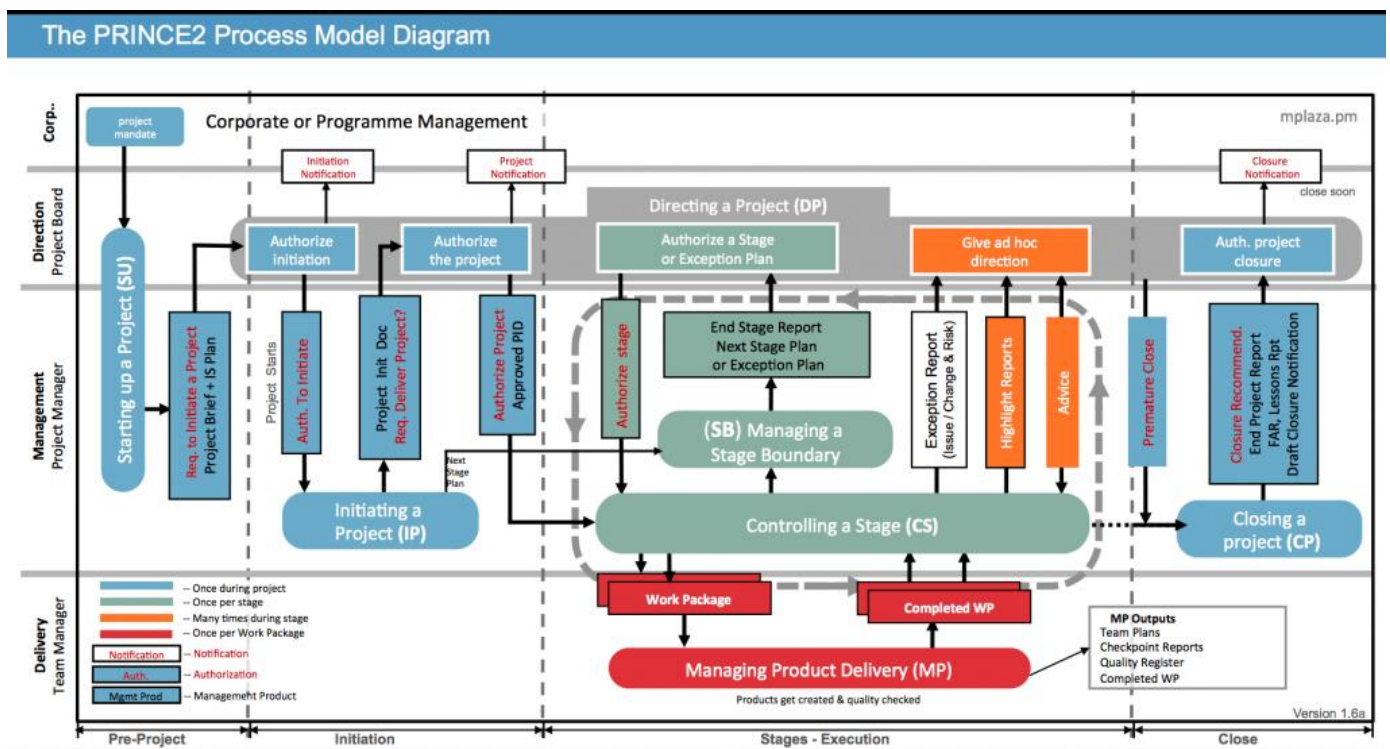 The PRINCE2 Process Model Diagram
Corp..
project
mandate
Corporate or Programme Management
mplaza.pm
Initiation
Notification
Project
Notification
Closure
Notification
close soon
Direction
Project Board
Directing a Project (DP)
Authorize
initiation
Authorize
the project
Authorize a Stage
or Exception Plan
Give ad hoc
direction
Auth. project
closure
Management
Project Manager
Starting up a Project (SU)
Req. to Initiate a Project
Project Brief + IS Plan
Project Starts
Auth. To Initiate
Project Init Doc
Req. Deliver Project?
Authorize Project
Approved PID
Authorize stage
End Stage Report
Next Stage Plan
or Exception Plan
Exception Report
(Issue / Change & Risk)
Highlight Reports
Advice
Premature Close
Closure Recommend.
End Project Report
FAR, Lessons Rpt
Draft Closure Notification
(SB) Managing a
Stage Boundary
Next
Stage
Plan
Initiating a
Project (IP)
Controlling a Stage (CS)
Closing a
project (CP)
Delivery
Team Manager
-- Once during project
-- Once per stage
-- Many times during stage
-- Once per Work Package
Notification -- Notification
Auth. -- Authorization
Mgmt Prod -- Management Product
Work Package
Completed WP
Managing Product Delivery (MP)
Products get created & quality checked
MP Outputs
Team Plans
Checkpoint Reports
Quality Register
Completed WP
Version 1.6a
Pre-Project
Initiation
Stages - Execution
Close